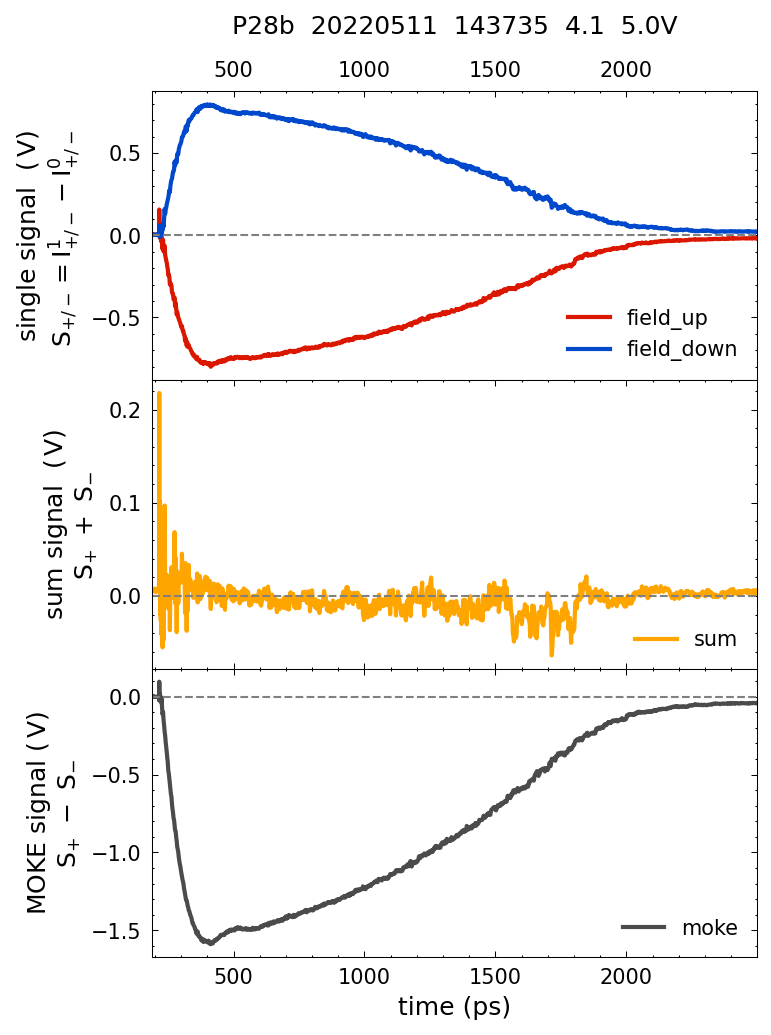 P28b  20220511  143735  4.1  5.0V
500 1000 1500 2000
single signal  ( V)
S+/− = I¹+/− − I⁰+/−
0.5
0.0
−0.5
field_up
field_down
sum signal  ( V)
S₊ + S₋
0.2
0.1
0.0
sum
MOKE signal ( V)
S₊ − S₋
0.0
−0.5
−1.0
−1.5
moke
500 1000 1500 2000
time (ps)